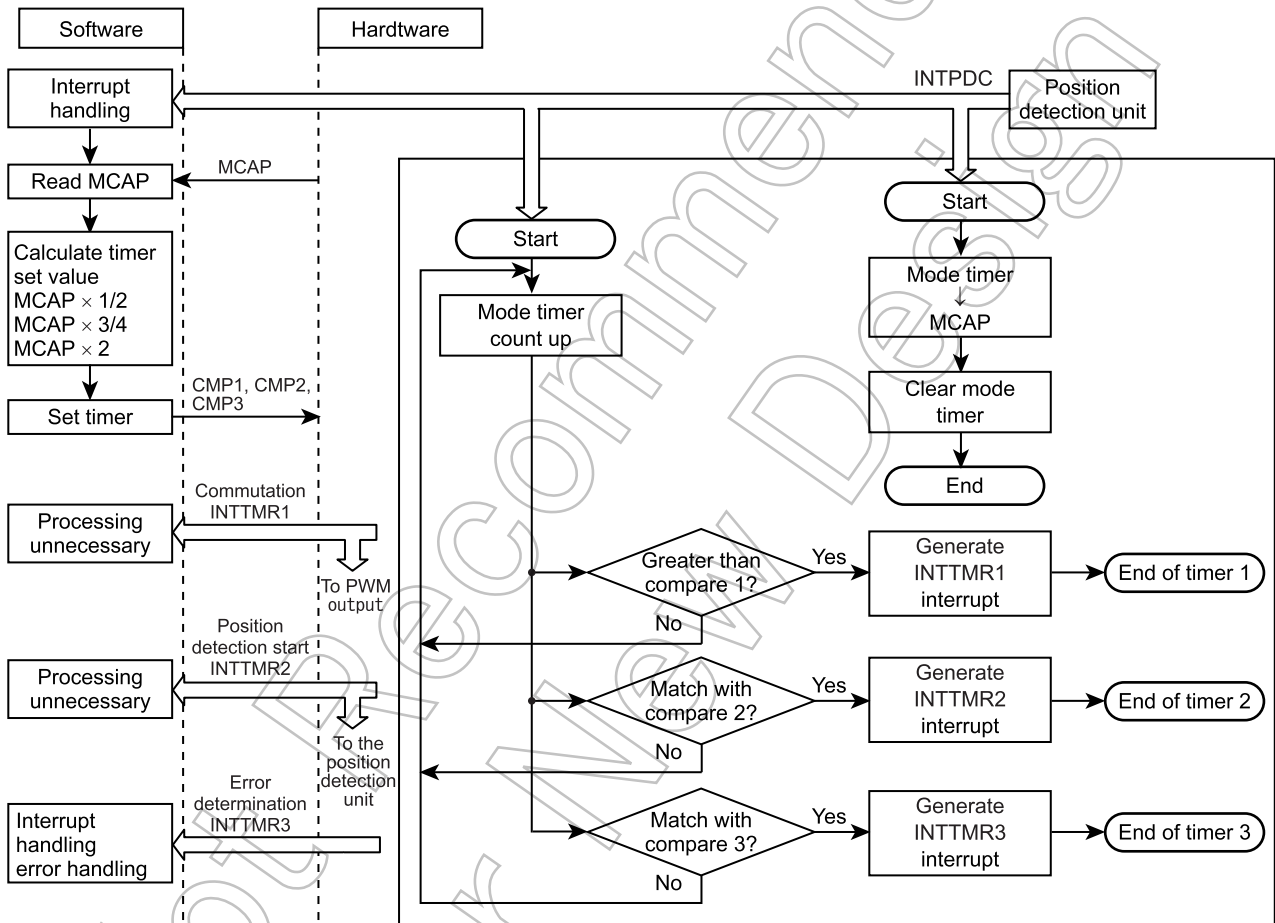 Software
Hardtware
Interrupt
handling
INTPDC
Position
detection unit
Read MCAP
MCAP
Start
Start
Calculate timer
set value
MCAP × 1/2
MCAP × 3/4
MCAP × 2
Mode timer
↓
MCAP
Mode timer
count up
Clear mode
timer
CMP1, CMP2,
CMP3
Set timer
End
Commutation
INTTMR1
Processing
unnecessary
To PWM
output
Greater than
compare 1?
Yes
No
Generate
INTTMR1
interrupt
End of timer 1
Position
detection start
INTTMR2
Processing
unnecessary
To the
position
detection
unit
Match with
compare 2?
Yes
No
Generate
INTTMR2
interrupt
End of timer 2
Error
determination
INTTMR3
Interrupt
handling
error handling
Match with
compare 3?
Yes
No
Generate
INTTMR3
interrupt
End of timer 3
ot Recommen
r New Design